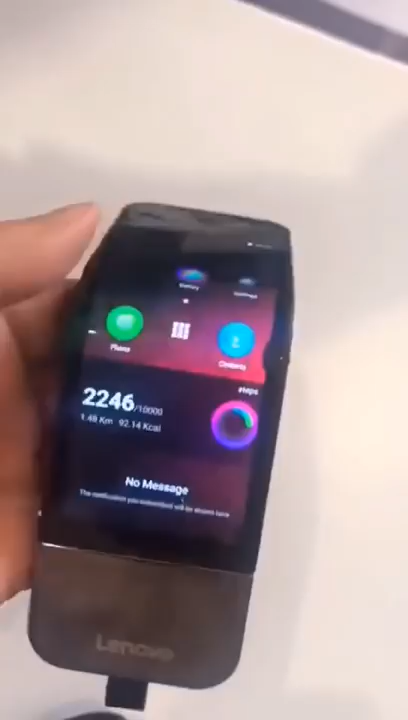 Phone
Contacts
Steps
2246/10000
1.48 Km 92.14 Kcal
No Message
The notification you subscribed will be shown here
Lenovo